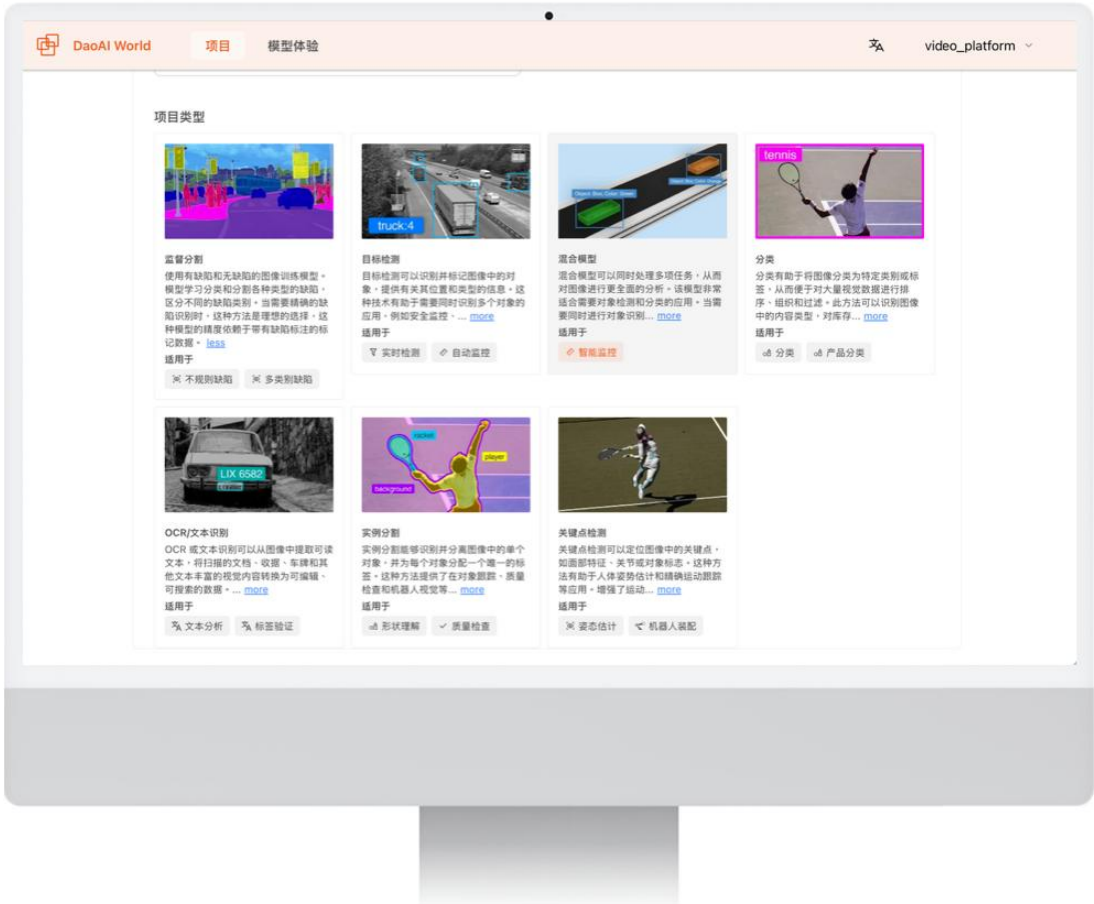 DaoAI World
项目
模型体验
video_platform
项目类型
监督分割
使用有缺陷和无缺陷的图像训练模型。
模型学习分类和分割各种类型的缺陷，
区分不同的缺陷类别。当需要精确的缺
陷识别时，这种方法是理想的选择，这
种模型的精度依赖于带有缺陷标注的标
记数据。 less
适用于
不规则缺陷
多类别缺陷
truck:4
目标检测
目标检测可以识别并标记图像中的对
象，提供有关其位置和类型的信息。这
种技术有助于需要同时识别多个对象的
应用，例如安全监控、... more
适用于
实时检测
自动监控
混合模型
混合模型可以同时处理多项任务，从而
对图像进行更全面的分析。该模型非常
适合需要对象检测和分类的应用。当需
要同时进行对象识别... more
适用于
智能监控
tennis
分类
分类有助于将图像分类为特定类别或标
签，从而便于对大量视觉数据进行排
序、组织和过滤。此方法可以识别图像
中的内容类型，对库存... more
适用于
分类
产品分类
LIX 6582
OCR/文本识别
OCR 或文本识别可以从图像中提取可读
文本，将扫描的文档、收据、车牌和其
他文本丰富的视觉内容转换为可编辑、
可搜索的数据。... more
适用于
文本分析
标签验证
racket
player
background
实例分割
实例分割能够识别并分离图像中的单个
对象，并为每个对象分配一个唯一的标
签。这种方法提供了在对象跟踪、质量
检查和机器人视觉等... more
适用于
形状理解
质量检查
关键点检测
关键点检测可以定位图像中的关键点，
如面部特征、关节或对象标志。这种方
法有助于人体姿势估计和精确运动跟踪
等应用，增强了运动... more
适用于
姿态估计
机器人装配